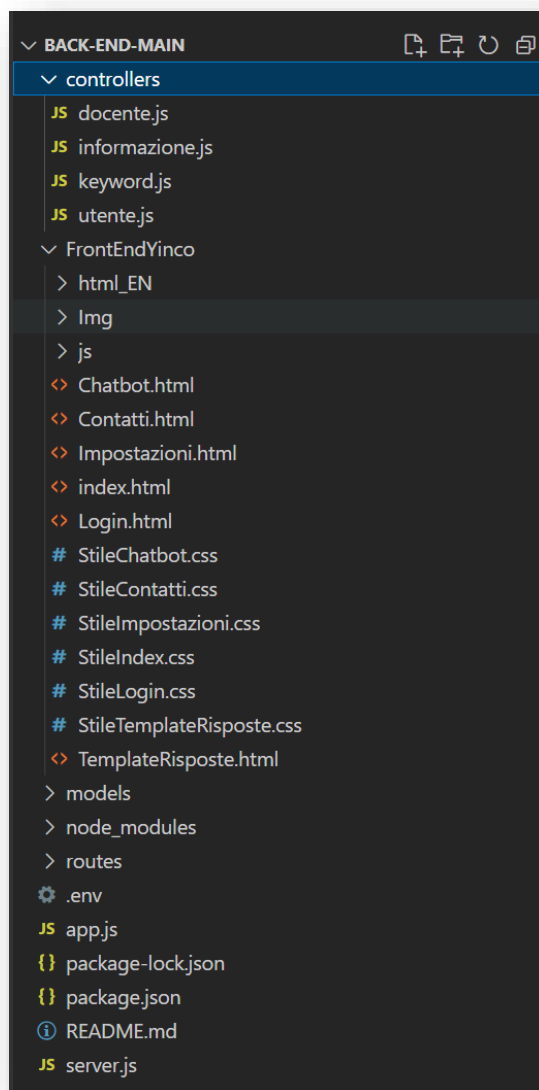 BACK-END-MAIN
controllers
JS docente.js
JS informazione.js
JS keyword.js
JS utente.js
FrontEndYinco
html_EN
Img
js
<> Chatbot.html
<> Contatti.html
<> Impostazioni.html
<> index.html
<> Login.html
# StileChatbot.css
# StileContatti.css
# StileImpostazioni.css
# StileIndex.css
# StileLogin.css
# StileTemplateRisposte.css
<> TemplateRisposte.html
models
node_modules
routes
.env
JS app.js
{} package-lock.json
{} package.json
README.md
JS server.js